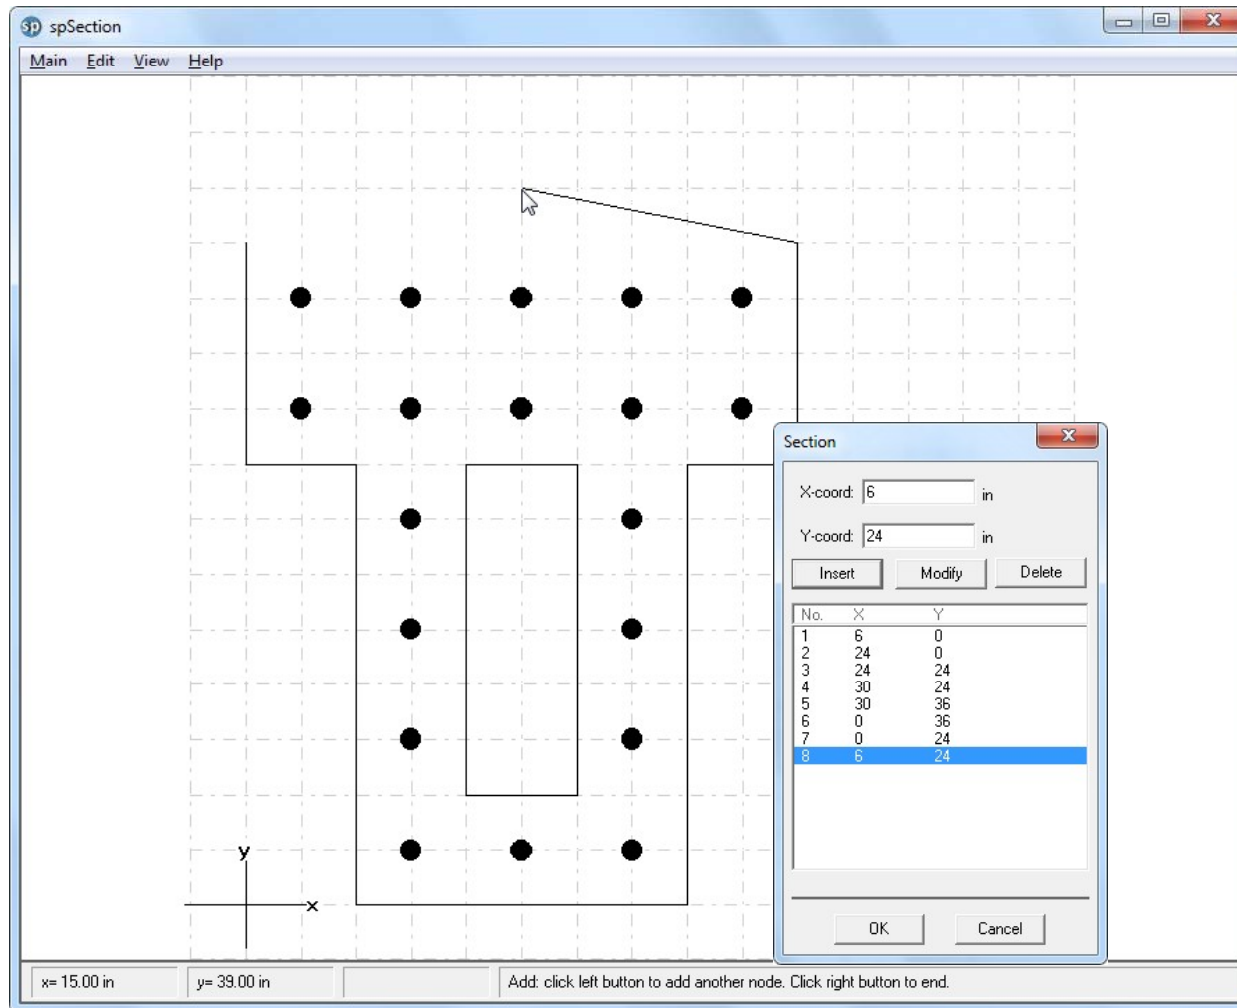 sp spSection
Main Edit View Help
Section
X-coord: 6 in
Y-coord: 24 in
Insert Modify Delete
No. X Y
1 6 0
2 24 0
3 24 24
4 30 24
5 30 36
6 0 36
7 0 24
8 6 24
y
x
OK Cancel
x= 15.00 in y= 39.00 in Add: click left button to add another node. Click right button to end.